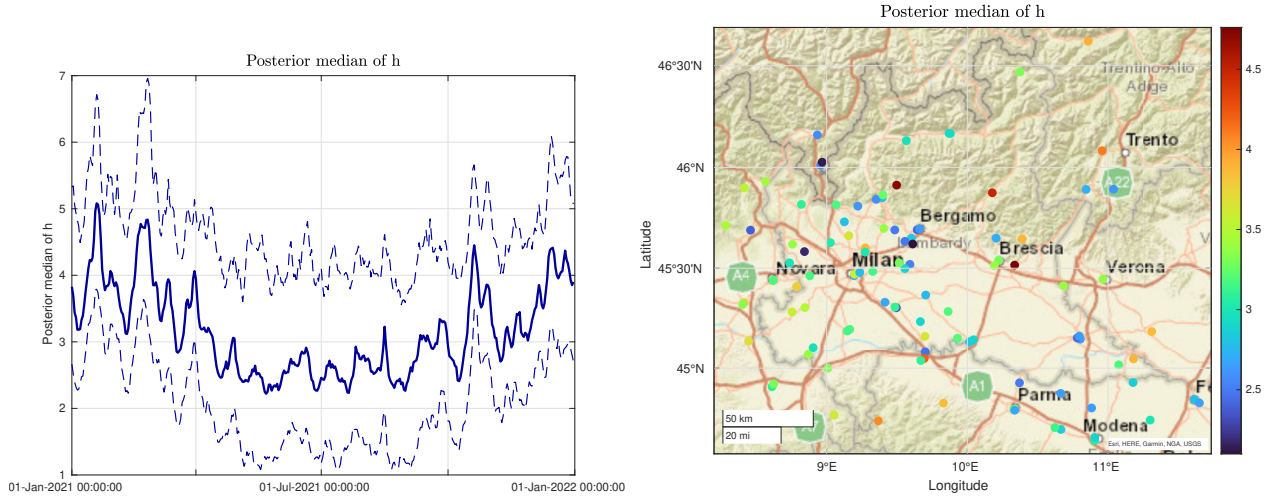 Posterior median of h
7
6
5
4
3
2
1
Posterior median of h
01-Jan-2021 00:00:00
01-Jul-2021 00:00:00
01-Jan-2022 00:00:00
Posterior median of h
46°30'N
46°N
45°30'N
45°N
Latitude
Trentino-Alto
Adige
Trento
A22
Bergamo
Lombardy
Brescia
Milan
Novara
A4
Verona
A1
Parma
Modena
A7
50 km
20 mi
Esri, HERE, Garmin, NGA, USGS
9°E
10°E
11°E
Longitude
4.5
4
3.5
3
2.5